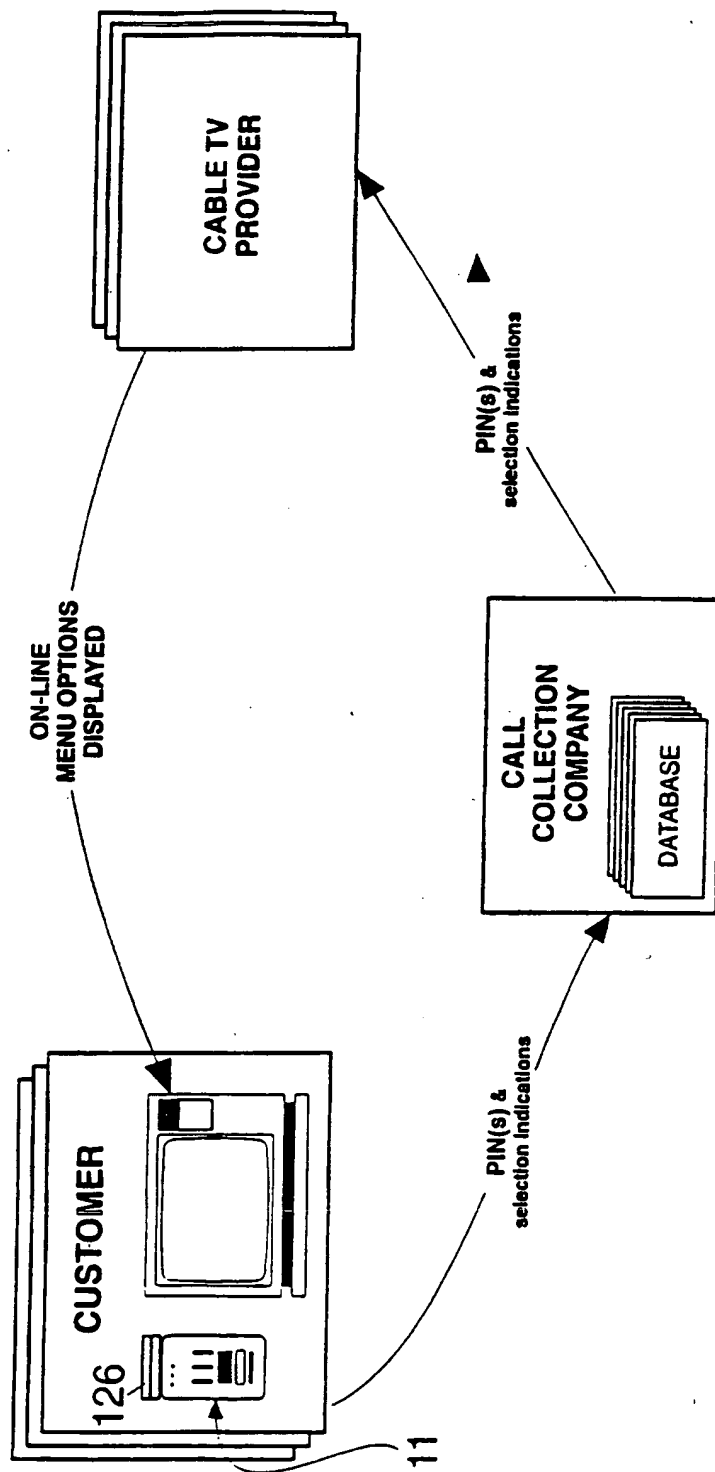 CUSTOMER
126
11
ON-LINE
MENU OPTIONS
DISPLAYED
CABLE TV
PROVIDER
PIN(s) &
selection indications
CALL
COLLECTION
COMPANY
DATABASE
PIN(s) &
selection indications